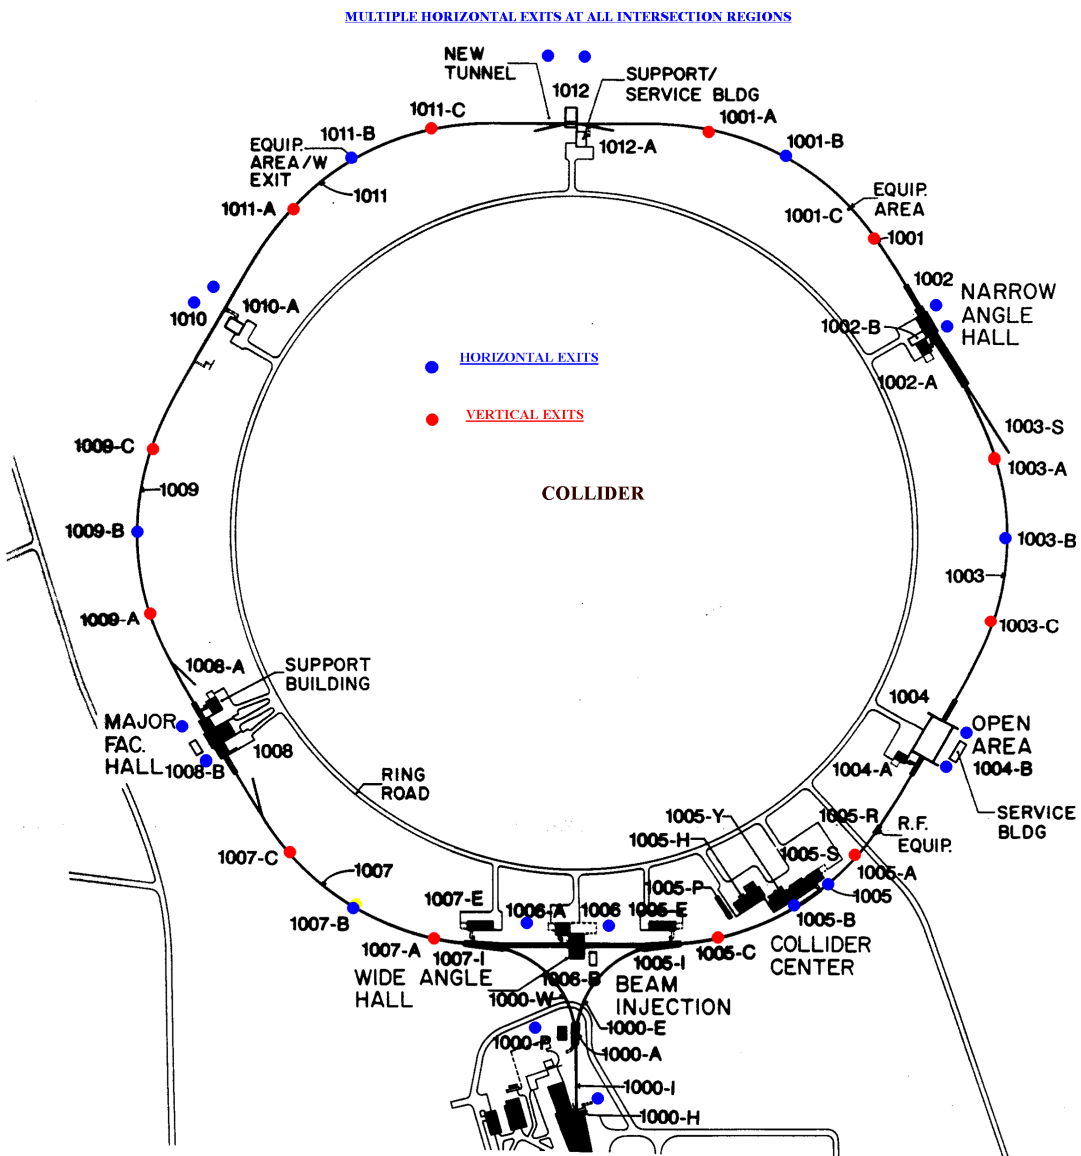 MULTIPLE HORIZONTAL EXITS AT ALL INTERSECTION REGIONS
NEW
TUNNEL
1012
SUPPORT/
SERVICE BLDG
1011-C
1001-A
1011-B
1001-B
EQUIP.
AREA/W
EXIT
1012-A
1011
EQUIP.
AREA
1011-A
1001-C
1001
1002
NARROW
ANGLE
HALL
1010
1010-A
1002-B
HORIZONTAL EXITS
1002-A
VERTICAL EXITS
1003-S
1009-C
1003-A
1009
COLLIDER
1009-B
1003-B
1003
1009-A
1003-C
1008-A
SUPPORT
BUILDING
1004
MAJOR
FAC.
HALL
OPEN
AREA
1008
1008-B
1004-A
1004-B
RING
ROAD
SERVICE
BLDG
1005-Y
1005-R
R.F.
EQUIP.
1005-H
1007-C
1005-S
1005-A
1007
1005-P
1005
1007-E
1006-A
1006
1005-E
1007-B
1005-B
1007-A
1007-I
1005-I
1005-C
COLLIDER
CENTER
WIDE ANGLE
HALL
1006-B
BEAM
INJECTION
1000-W
1000-E
1000-P
1000-A
1000-I
1000-H